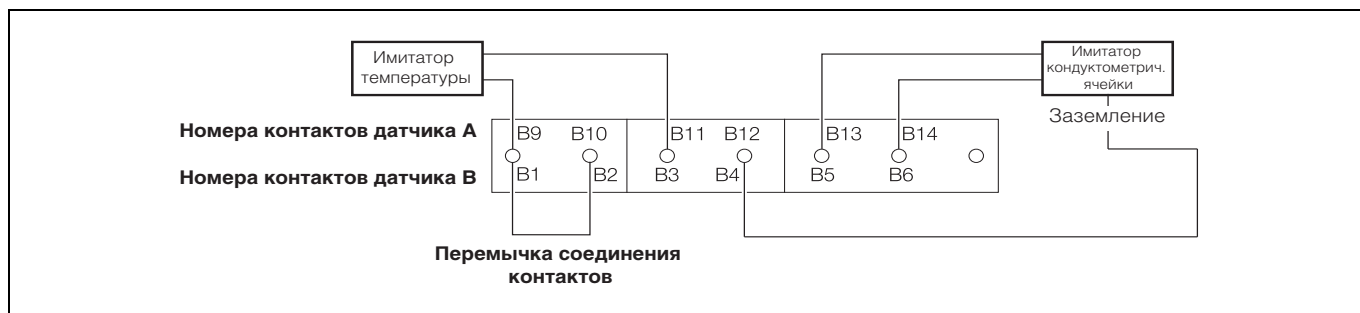 Имитатор
температуры
Имитатор
кондуктометрич.
ячейки
Заземление
Номера контактов датчика А
B9 B10 B11 B12 B13 B14
Номера контактов датчика В
B1 B2 B3 B4 B5 B6
Перемычка соединения
контактов